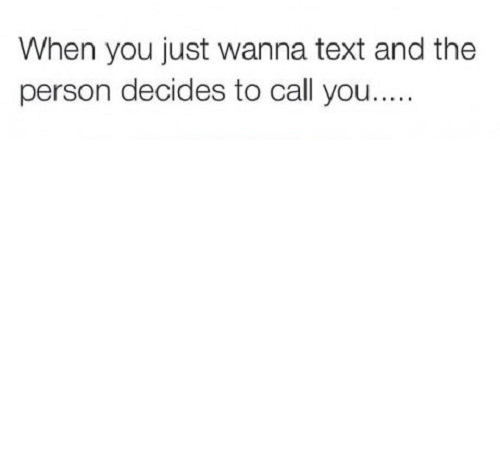 When you just wanna text and the
person decides to call you.....